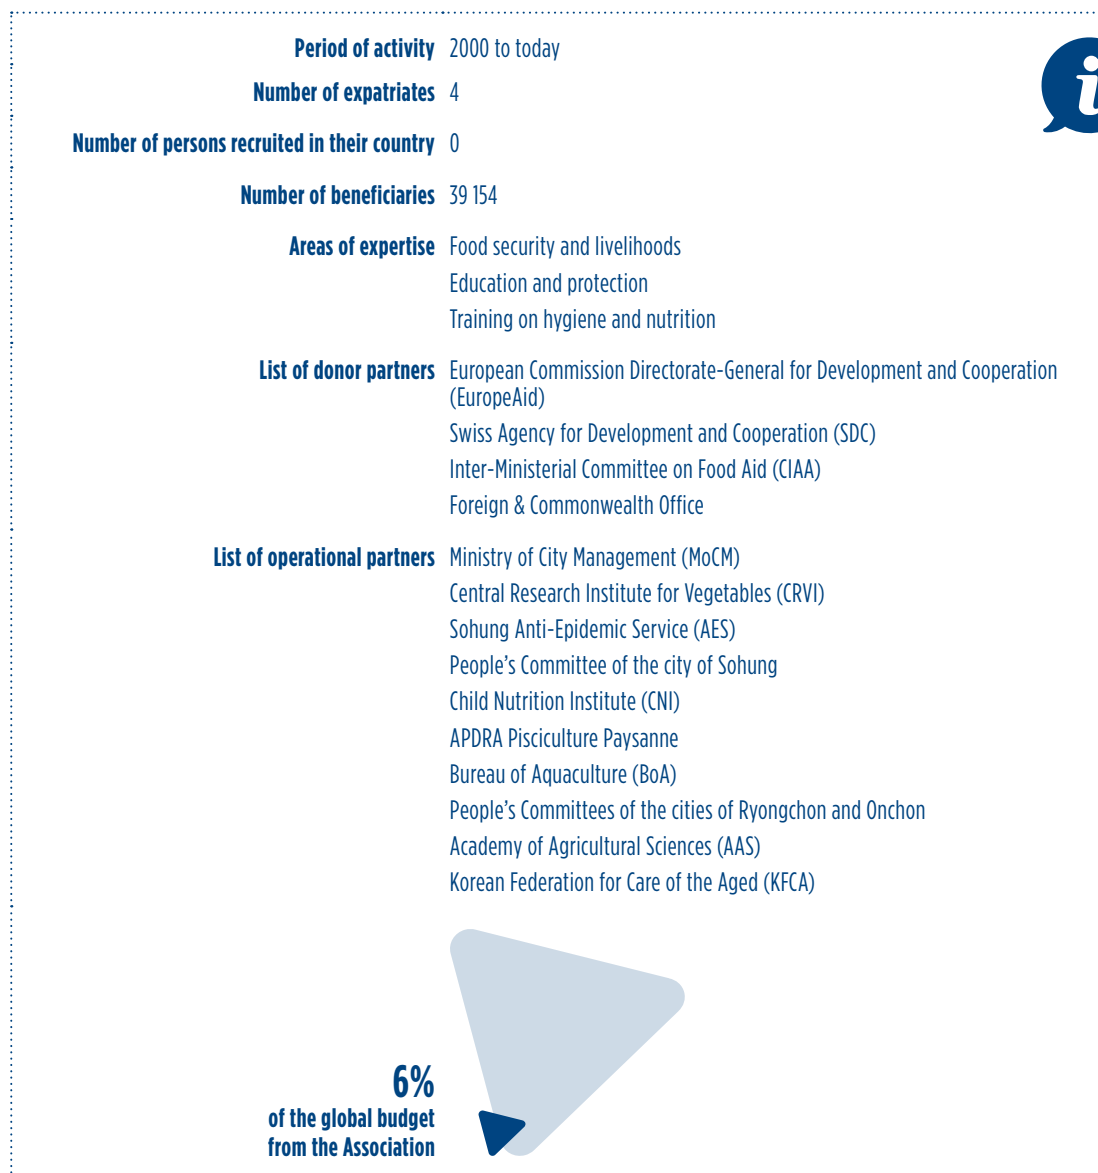 Period of activity 2000 to today
Number of expatriates 4
Number of persons recruited in their country 0
Number of beneficiaries 39 154
Areas of expertise Food security and livelihoods
Education and protection
Training on hygiene and nutrition
List of donor partners European Commission Directorate-General for Development and Cooperation
(EuropeAid)
Swiss Agency for Development and Cooperation (SDC)
Inter-Ministerial Committee on Food Aid (CIAA)
Foreign & Commonwealth Office
List of operational partners Ministry of City Management (MoCM)
Central Research Institute for Vegetables (CRVI)
Sohung Anti-Epidemic Service (AES)
People’s Committee of the city of Sohung
Child Nutrition Institute (CNI)
APDRA Pisciculture Paysanne
Bureau of Aquaculture (BoA)
People’s Committees of the cities of Ryongchon and Onchon
Academy of Agricultural Sciences (AAS)
Korean Federation for Care of the Aged (KFCA)
6%
of the global budget
from the Association